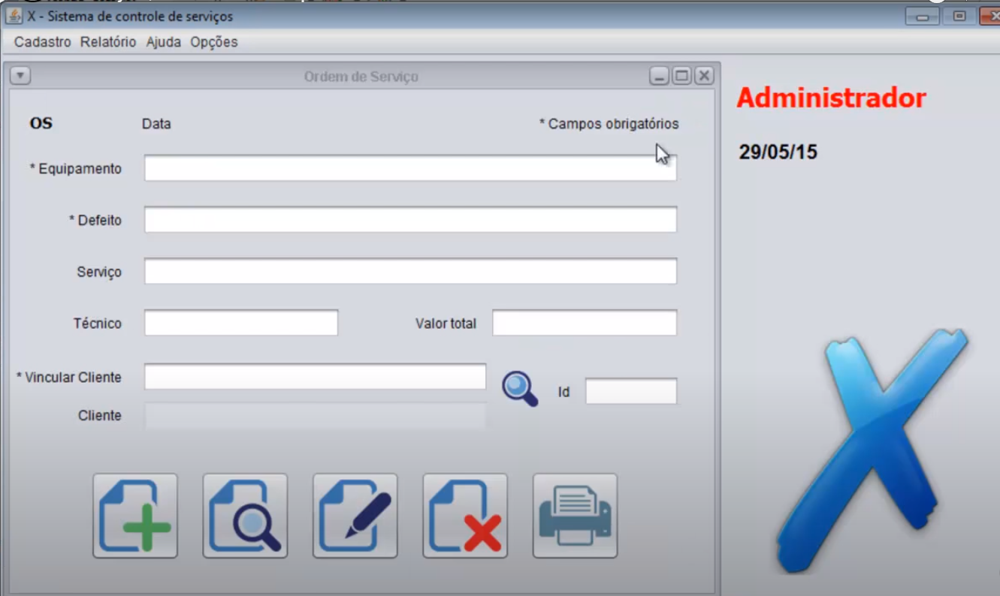 X - Sistema de controle de serviços
Cadastro Relatório Ajuda Opções
Ordem de Serviço
Administrador
29/05/15
OS Data * Campos obrigatórios
* Equipamento
* Defeito
Serviço
Técnico Valor total
* Vincular Cliente
Id
Cliente